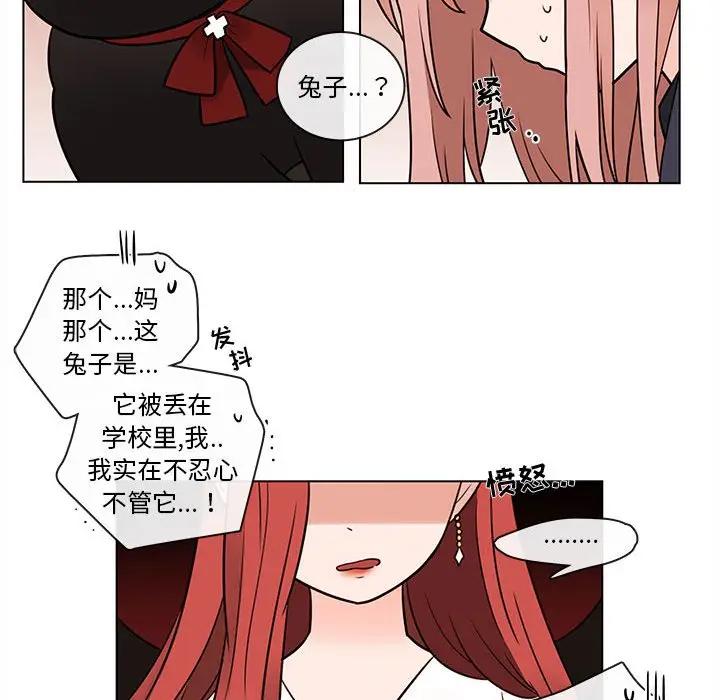 兔子...？
紧张
那个...妈
那个...这
兔子是...
发抖
它被丢在
学校里,我..
我实在不忍心
不管它...！
愤怒...
........